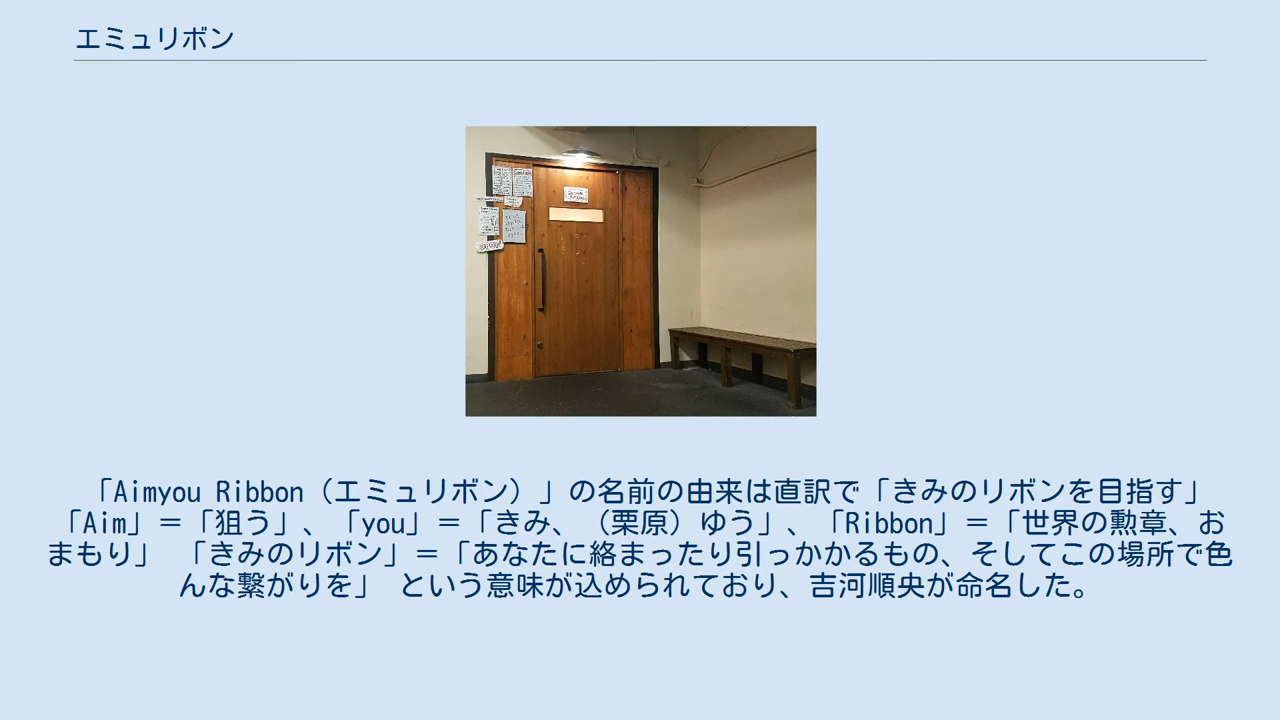 エミュリボン
「Aimyou Ribbon（エミュリボン）」の名前の由来は直訳で「きみのリボンを目指す」
「Aim」＝「狙う」、「you」＝「きみ、（栗原）ゆう」、「Ribbon」＝「世界の勲章、お
まもり」　「きみのリボン」＝「あなたに絡まったり引っかかるもの、そしてこの場所で色
んな繋がりを」 という意味が込められており、吉河順央が命名した。